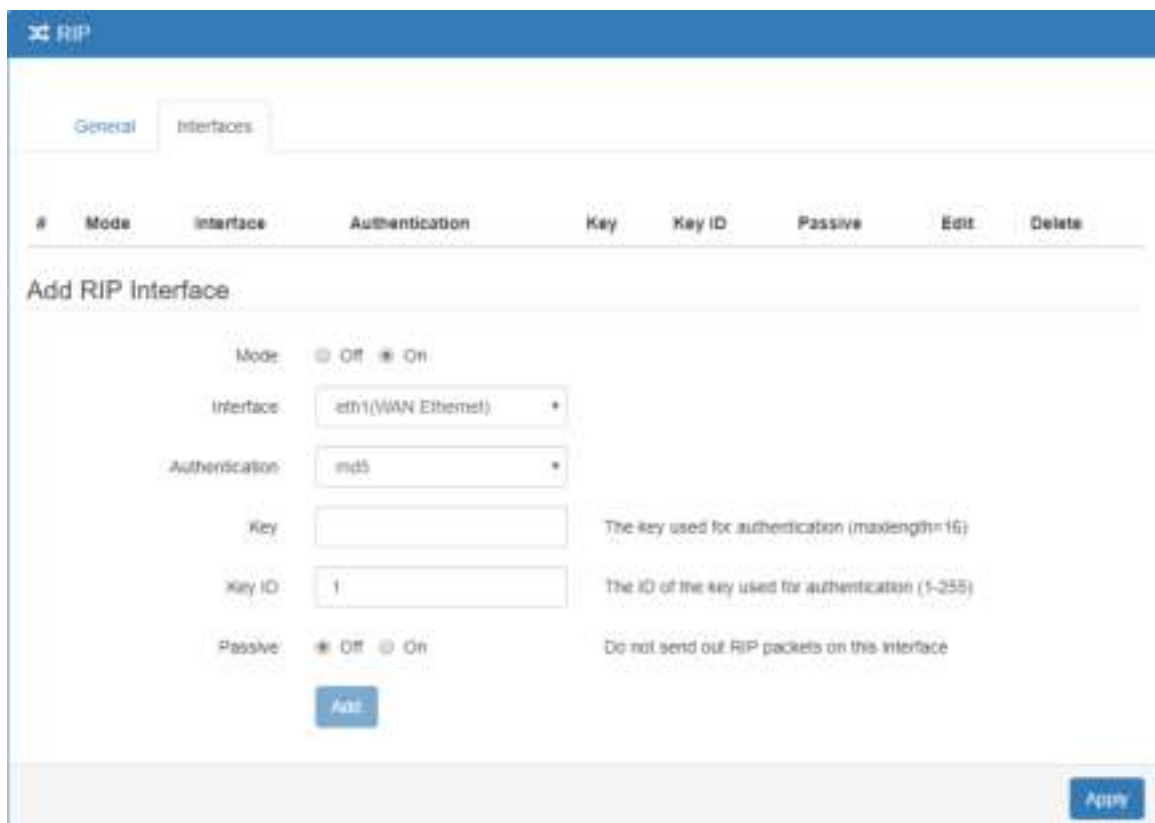 RIP
General Interfaces
# Mode Interface Authentication Key Key ID Passive Edit Delete
Add RIP Interface
Mode Off On
Interface eth1(WAN Ethernet)
Authentication md5
Key The key used for authentication (maxlength=16)
Key ID 1 The ID of the key used for authentication (1-255)
Passive Off On Do not send out RIP packets on this interface
Add
Apply